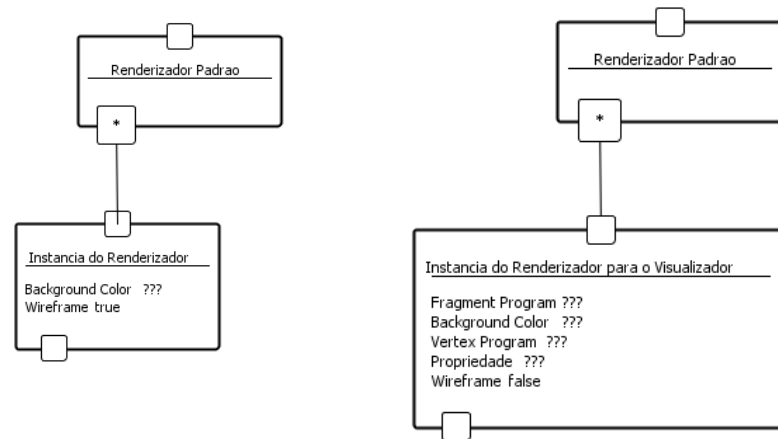 Renderizador Padrao
*
Instancia do Renderizador
Background Color ???
Wireframe true
Renderizador Padrao
*
Instancia do Renderizador para o Visualizador
Fragment Program ???
Background Color ???
Vertex Program ???
Propriedade ???
Wireframe false